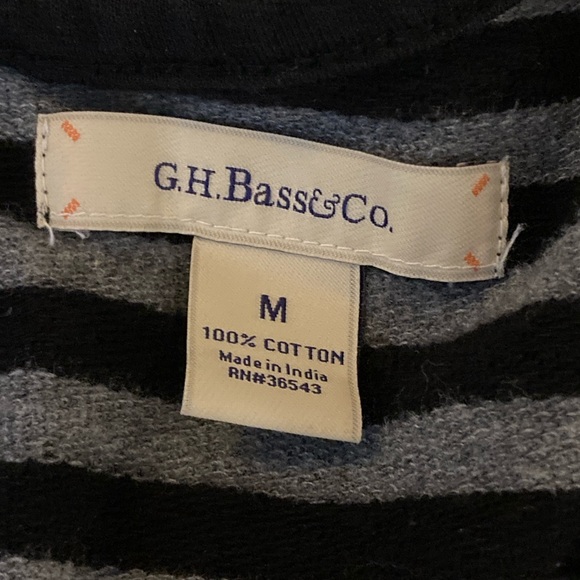 G.H.Bass&Co.
M
100% COTTON
Made in India
RN#36543